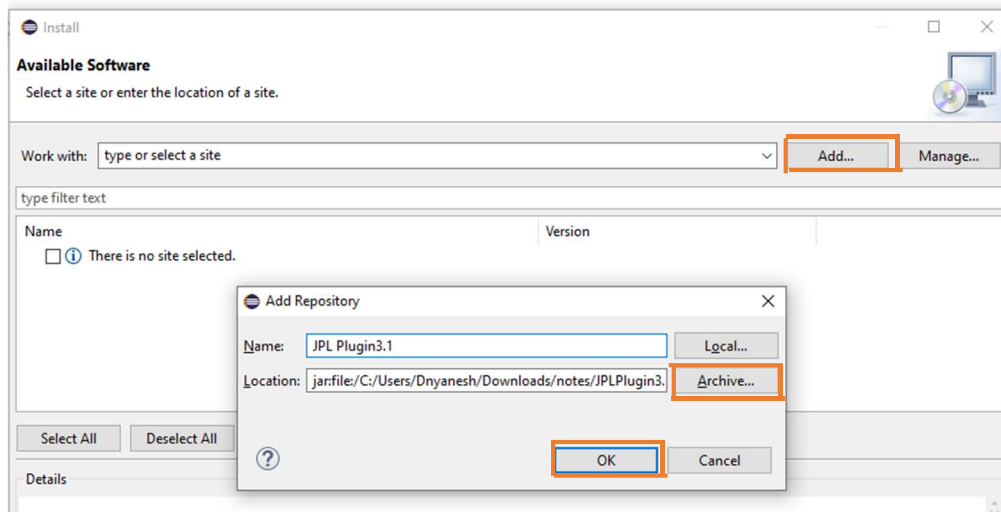 Install
Available Software
Select a site or enter the location of a site.
Work with: type or select a site Add... Manage...
type filter text
Name Version
There is no site selected.
Add Repository
Name: JPL Plugin3.1 Local...
Location: jar:file:/C:/Users/Dnyanesh/Downloads/notes/JPLPlugin3. Archive...
Select All Deselect All
? OK Cancel
Details